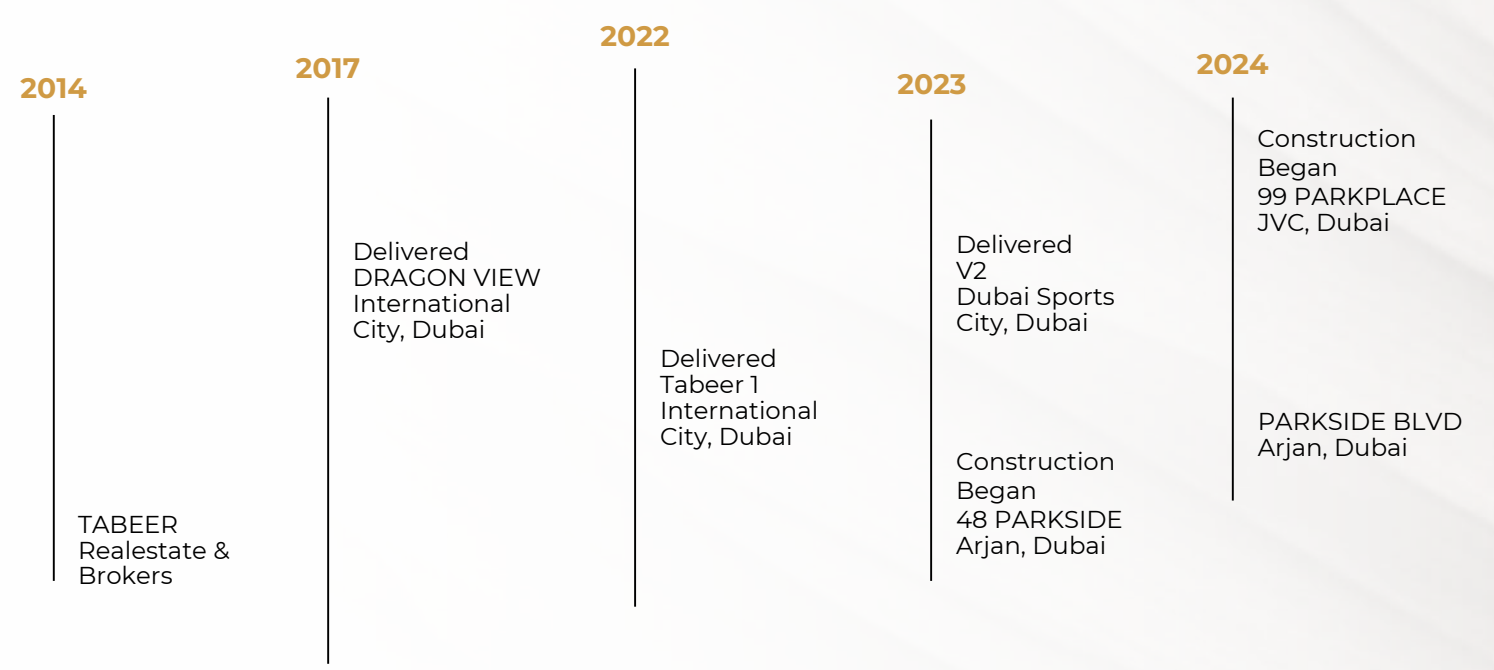 2014
TABEER
Realestate &
Brokers
2017
Delivered
DRAGON VIEW
International
City, Dubai
2022
Delivered
Tabeer 1
International
City, Dubai
2023
Delivered
V2
Dubai Sports
City, Dubai
Construction
Began
48 PARKSIDE
Arjan, Dubai
2024
Construction
Began
99 PARKPLACE
JVC, Dubai
PARKSIDE BLVD
Arjan, Dubai